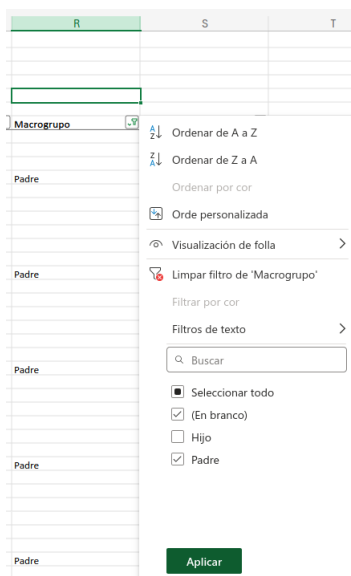 R S T
Macrogrupo
Ordenar de A a Z
Ordenar de Z a A
Padre
Ordenar por cor
Orde personalizada
Visualización de folla
Padre
Limpar filtro de 'Macrogrupo'
Filtrar por cor
Filtros de texto
Buscar
Padre
Seleccionar todo
(En branco)
Hijo
Padre
Padre
Padre
Aplicar